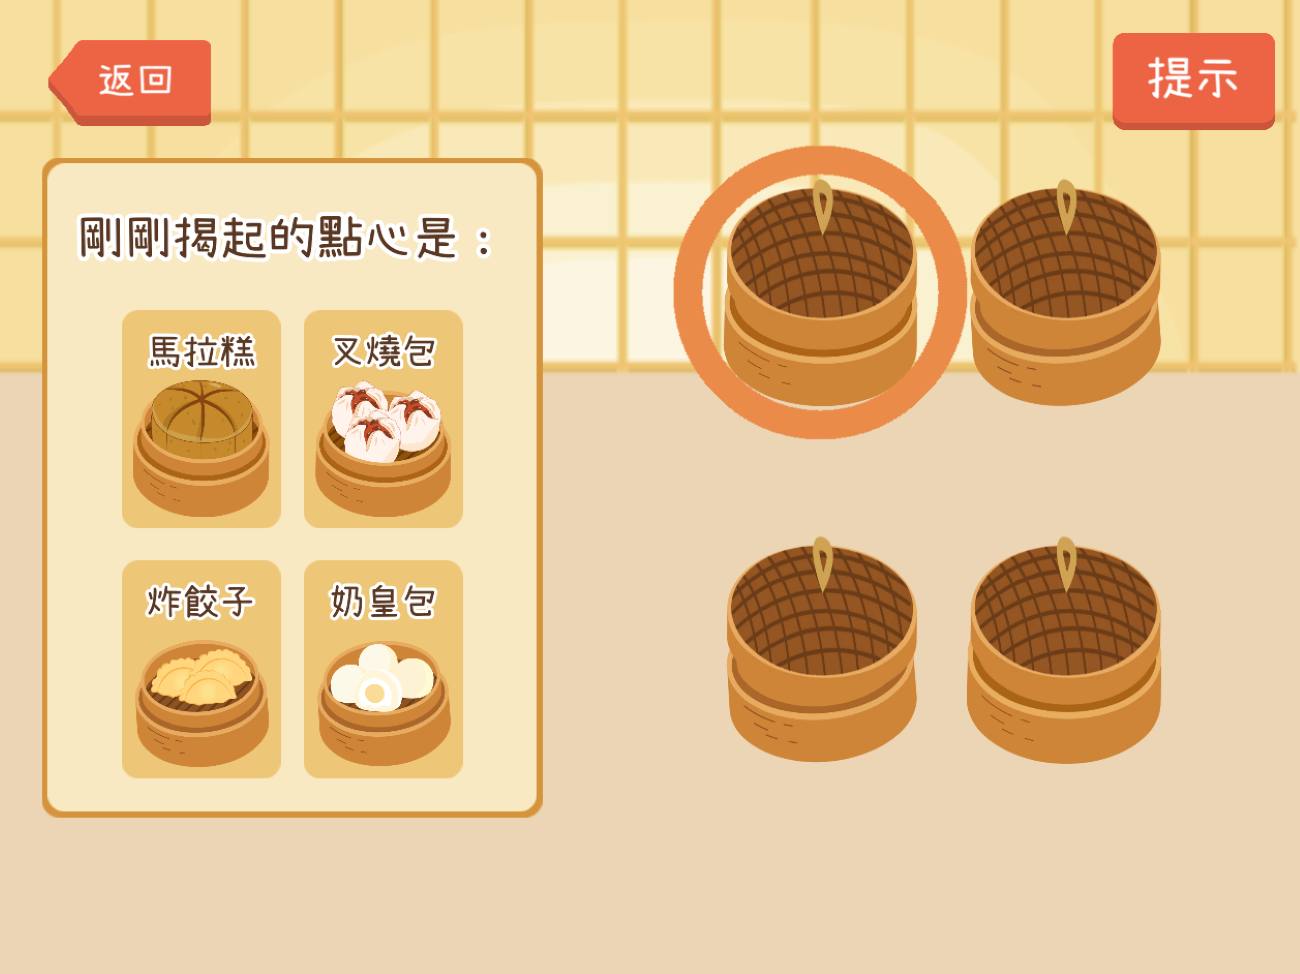 返回
提示
剛剛揭起的點心是：
馬拉糕
叉燒包
炸餃子
奶皇包